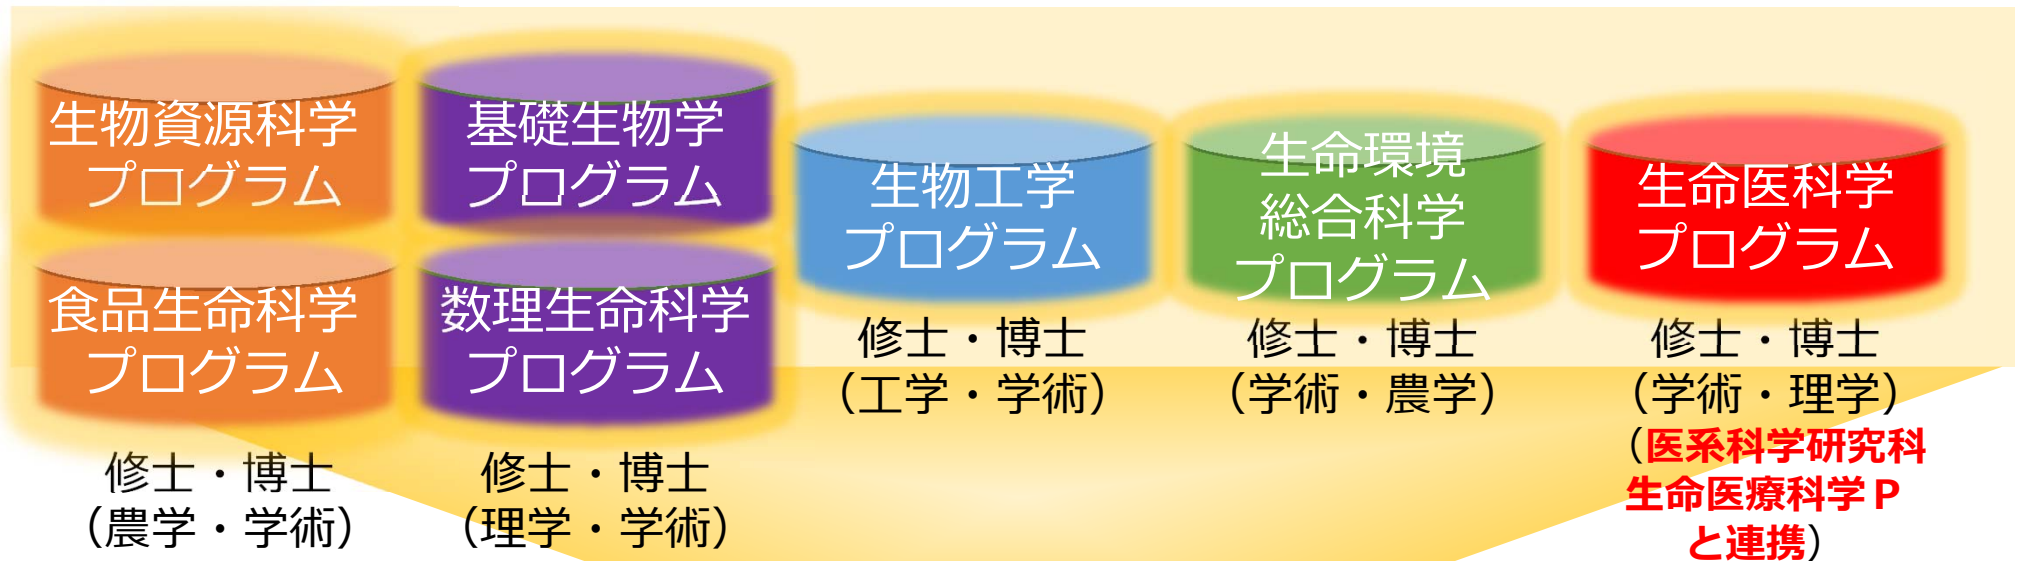 生物資源科学
プログラム
食品生命科学
プログラム
修士・博士
（農学・学術）
基礎生物学
プログラム
数理生命科学
プログラム
修士・博士
（理学・学術）
生物工学
プログラム
修士・博士
（工学・学術）
生命環境
総合科学
プログラム
修士・博士
（学術・農学）
生命医科学
プログラム
修士・博士
（学術・理学）
（医系科学研究科
生命医療科学Ｐ
と連携）